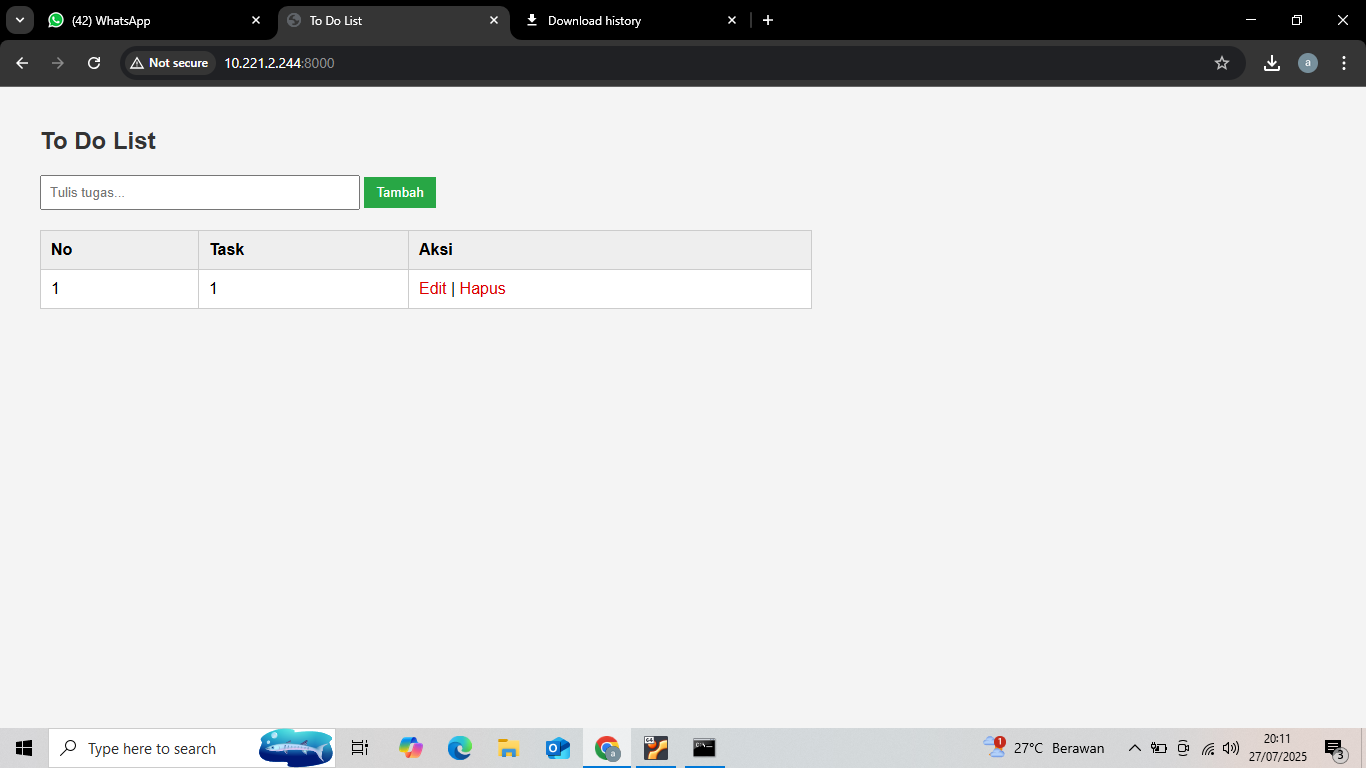 (42) WhatsApp
To Do List
Download history
Not secure
10.221.2.244:8000
a
To Do List
Tulis tugas...
Tambah
No Task Aksi
1 1 Edit | Hapus
Type here to search
a
64
C:\
1
27°C Berawan
20:11
27/07/2025
3